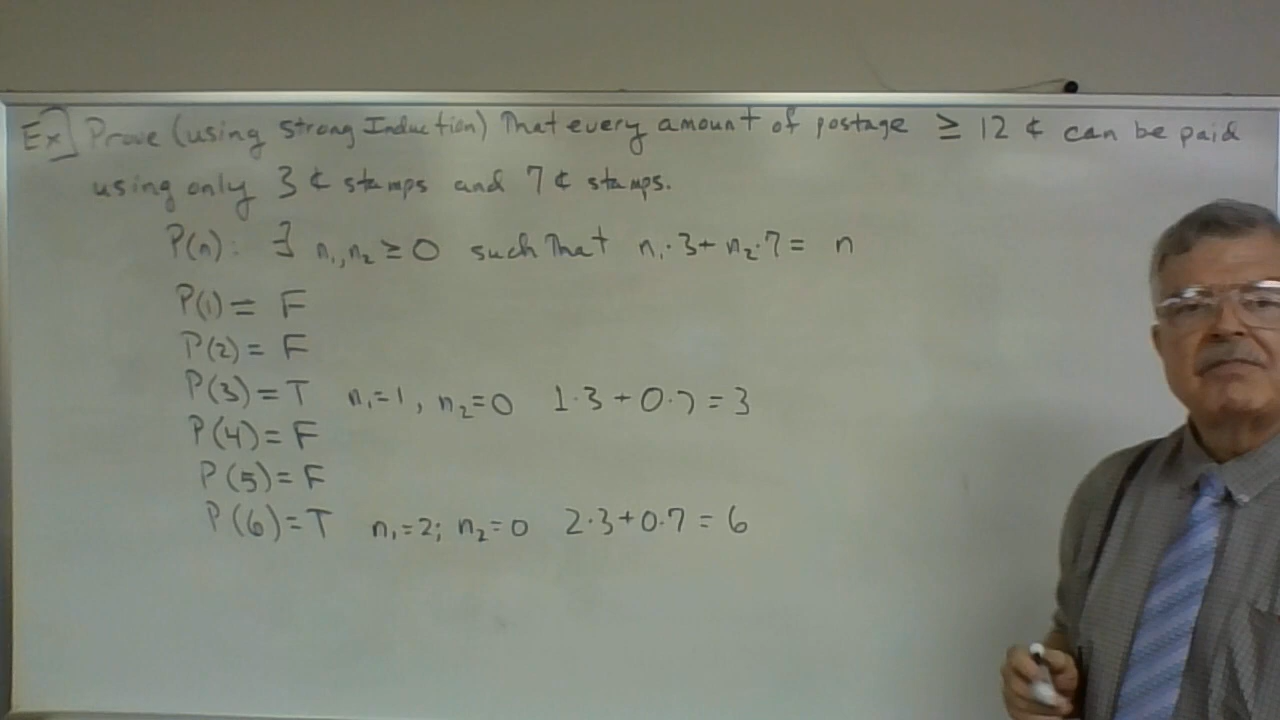 Ex] Prove (using strong Induction) That every amount of postage ≥ 12 ¢ can be paid
using only 3 ¢ stamps and 7 ¢ stamps.
P(n): ∃ n₁,n₂ ≥ 0 such That n₁·3+n₂·7 = n
P(1) = F
P(2) = F
P(3) = T n₁=1, n₂=0 1·3+0·7=3
P(4) = F
P(5) = F
P(6) = T n₁=2; n₂=0 2·3+0·7=6